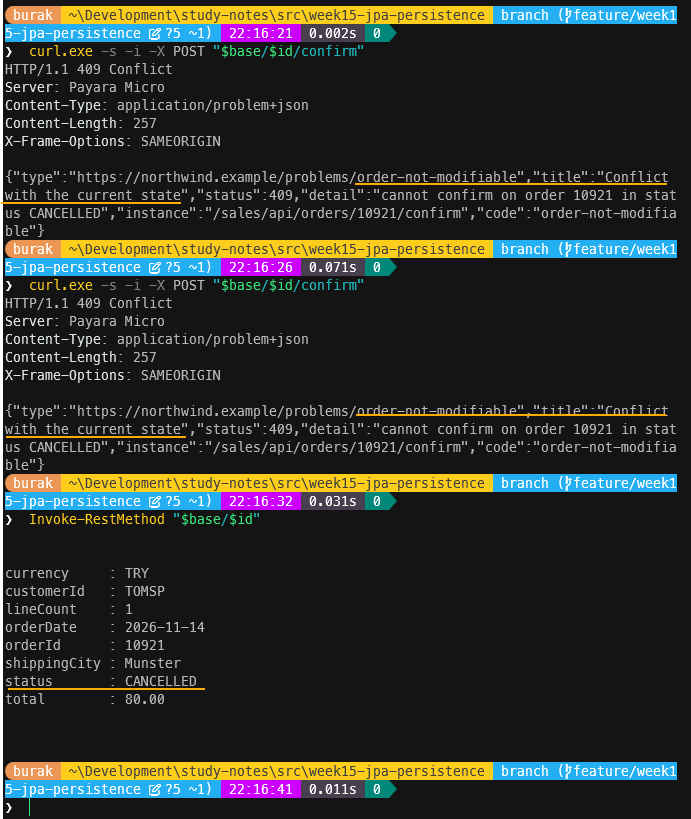 burak ~\Development\study-notes\src\week15-jpa-persistence branch (feature/week1
5-jpa-persistence ?5 ~1) 22:16:21 0.002s 0
❯ curl.exe -s -i -X POST "$base/$id/confirm"
HTTP/1.1 409 Conflict
Server: Payara Micro
Content-Type: application/problem+json
Content-Length: 257
X-Frame-Options: SAMEORIGIN
{"type":"https://northwind.example/problems/order-not-modifiable","title":"Conflict
with the current state","status":409,"detail":"cannot confirm on order 10921 in stat
us CANCELLED","instance":"/sales/api/orders/10921/confirm","code":"order-not-modifia
ble"}
burak ~\Development\study-notes\src\week15-jpa-persistence branch (feature/week1
5-jpa-persistence ?5 ~1) 22:16:26 0.071s 0
❯ curl.exe -s -i -X POST "$base/$id/confirm"
HTTP/1.1 409 Conflict
Server: Payara Micro
Content-Type: application/problem+json
Content-Length: 257
X-Frame-Options: SAMEORIGIN
{"type":"https://northwind.example/problems/order-not-modifiable","title":"Conflict
with the current state","status":409,"detail":"cannot confirm on order 10921 in stat
us CANCELLED","instance":"/sales/api/orders/10921/confirm","code":"order-not-modifia
ble"}
burak ~\Development\study-notes\src\week15-jpa-persistence branch (feature/week1
5-jpa-persistence ?5 ~1) 22:16:32 0.031s 0
❯ Invoke-RestMethod "$base/$id"
currency : TRY
customerId : TOMSP
lineCount : 1
orderDate : 2026-11-14
orderId : 10921
shippingCity : Munster
status : CANCELLED
total : 80.00
burak ~\Development\study-notes\src\week15-jpa-persistence branch (feature/week1
5-jpa-persistence ?5 ~1) 22:16:41 0.011s 0
❯